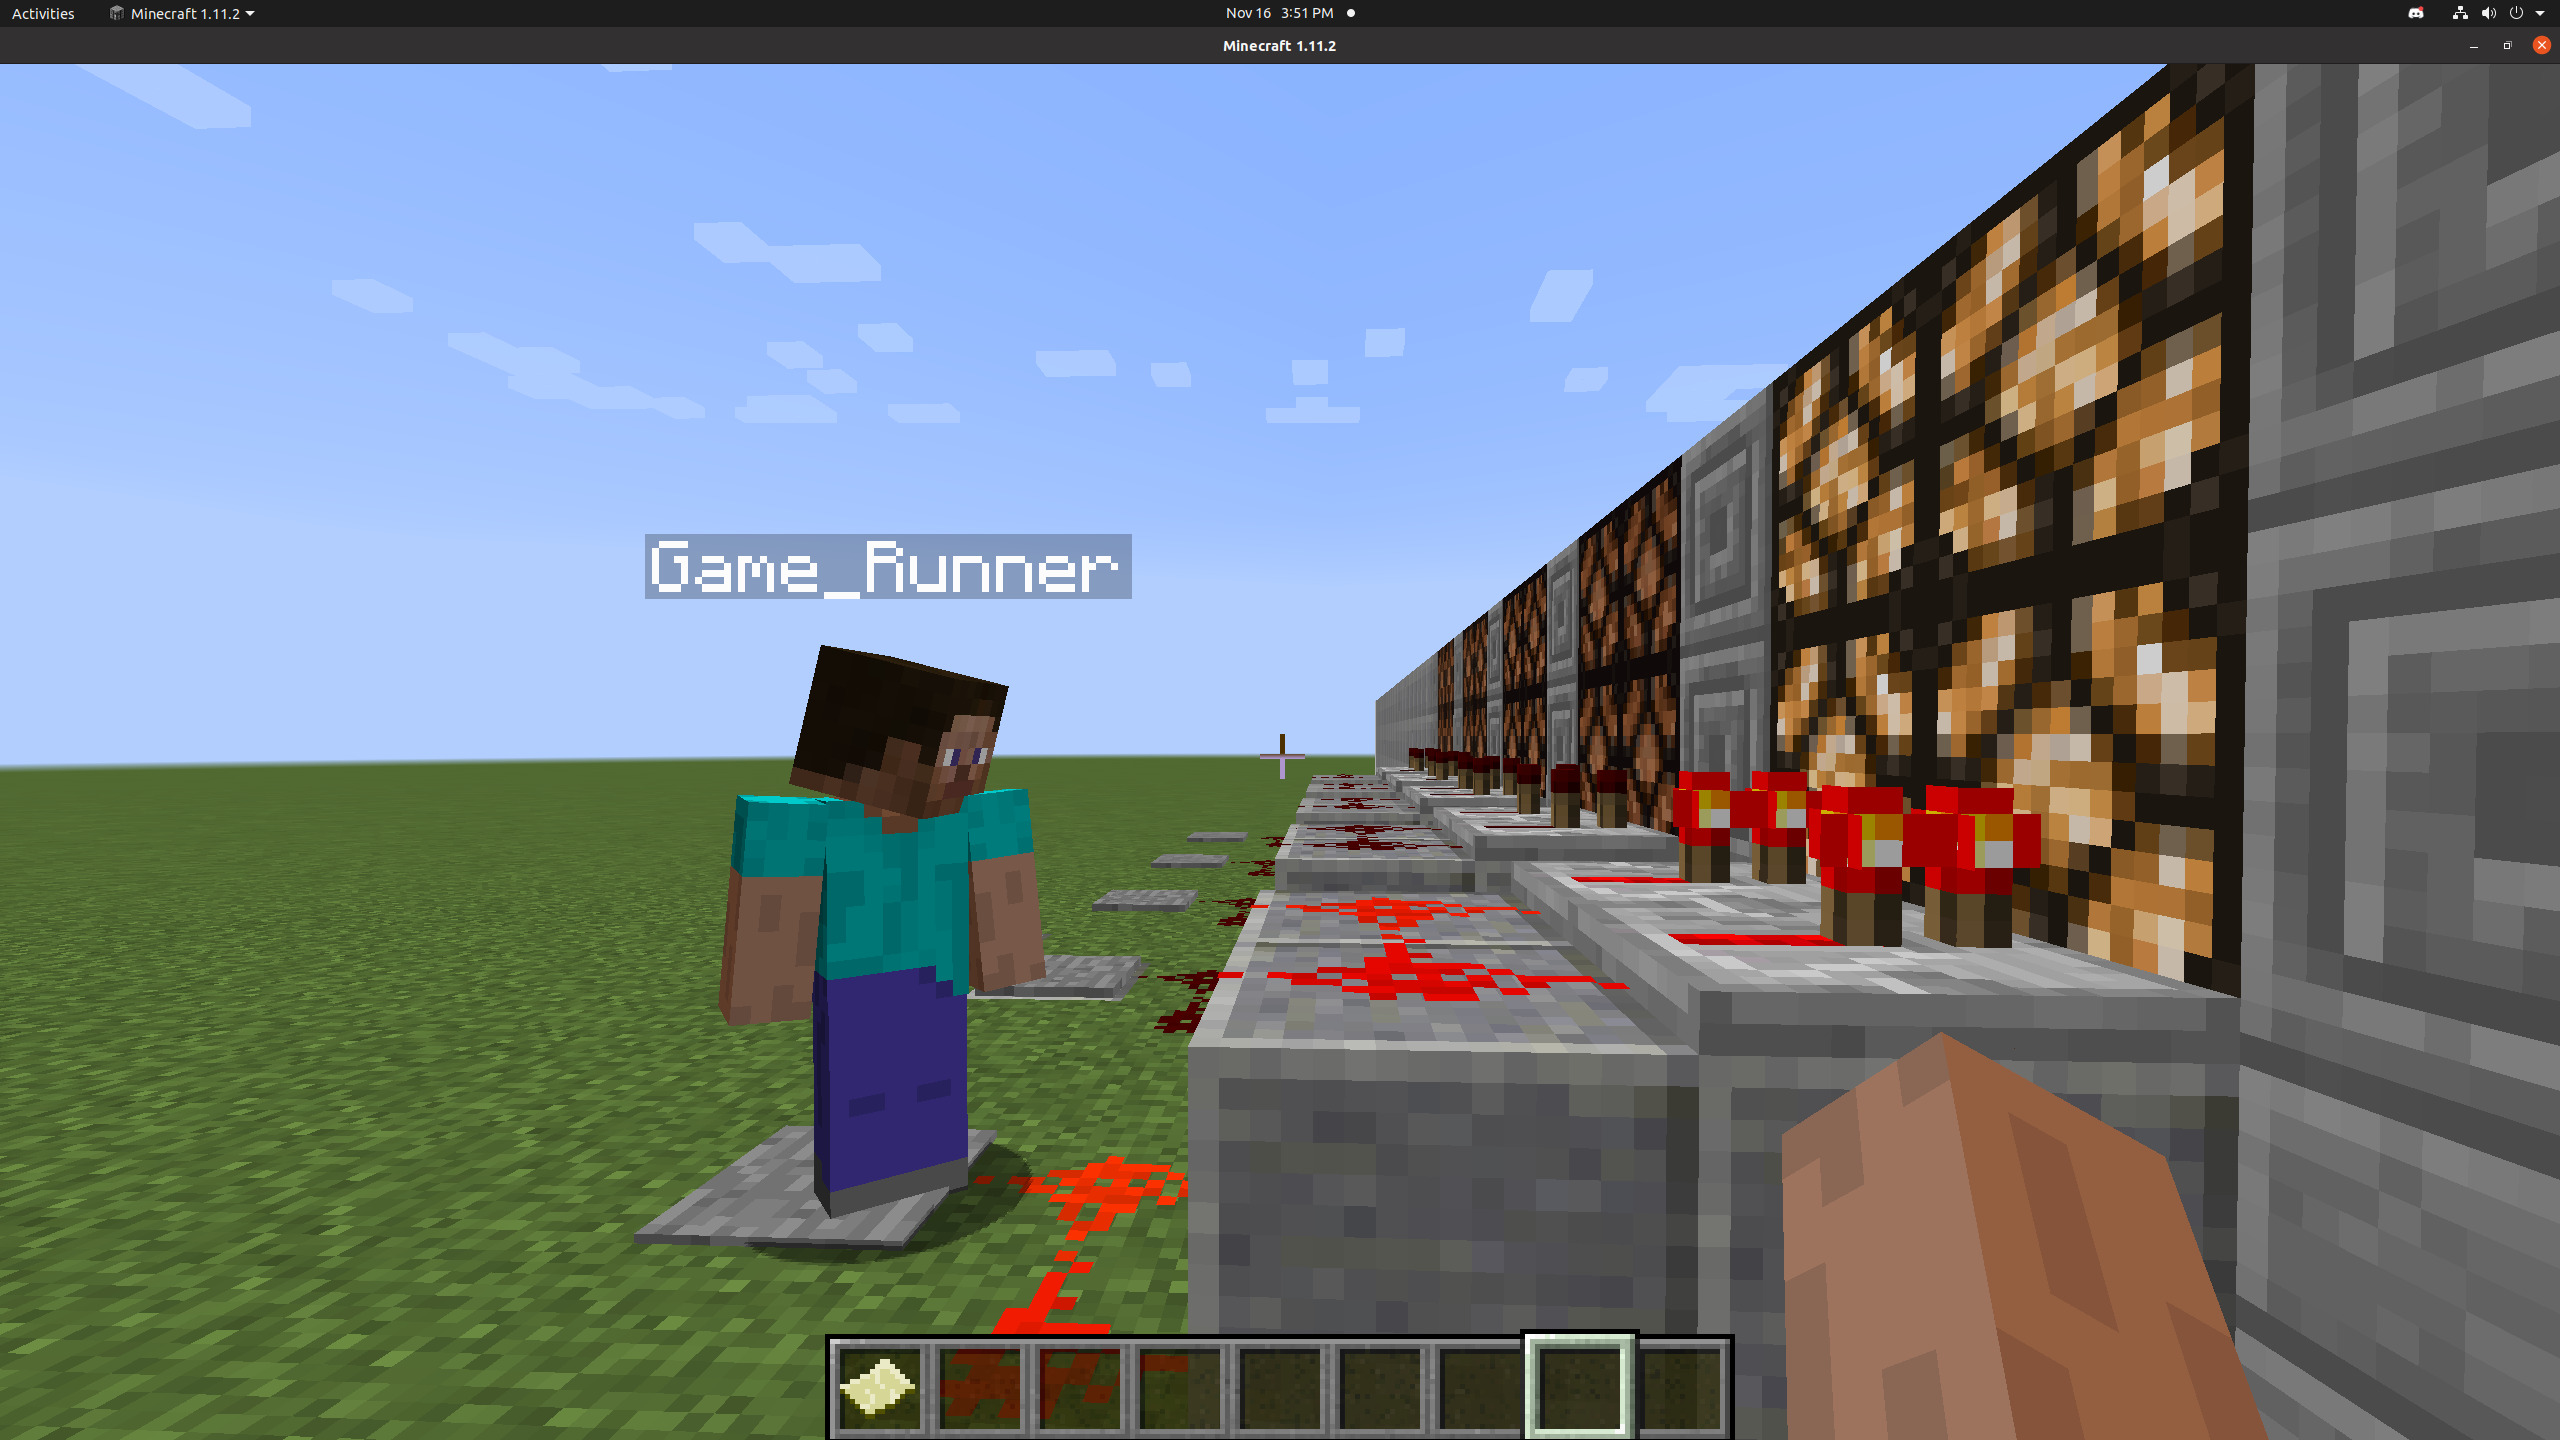 Activities
Minecraft 1.11.2
Nov 16 3:51 PM
Minecraft 1.11.2
Game_Runner